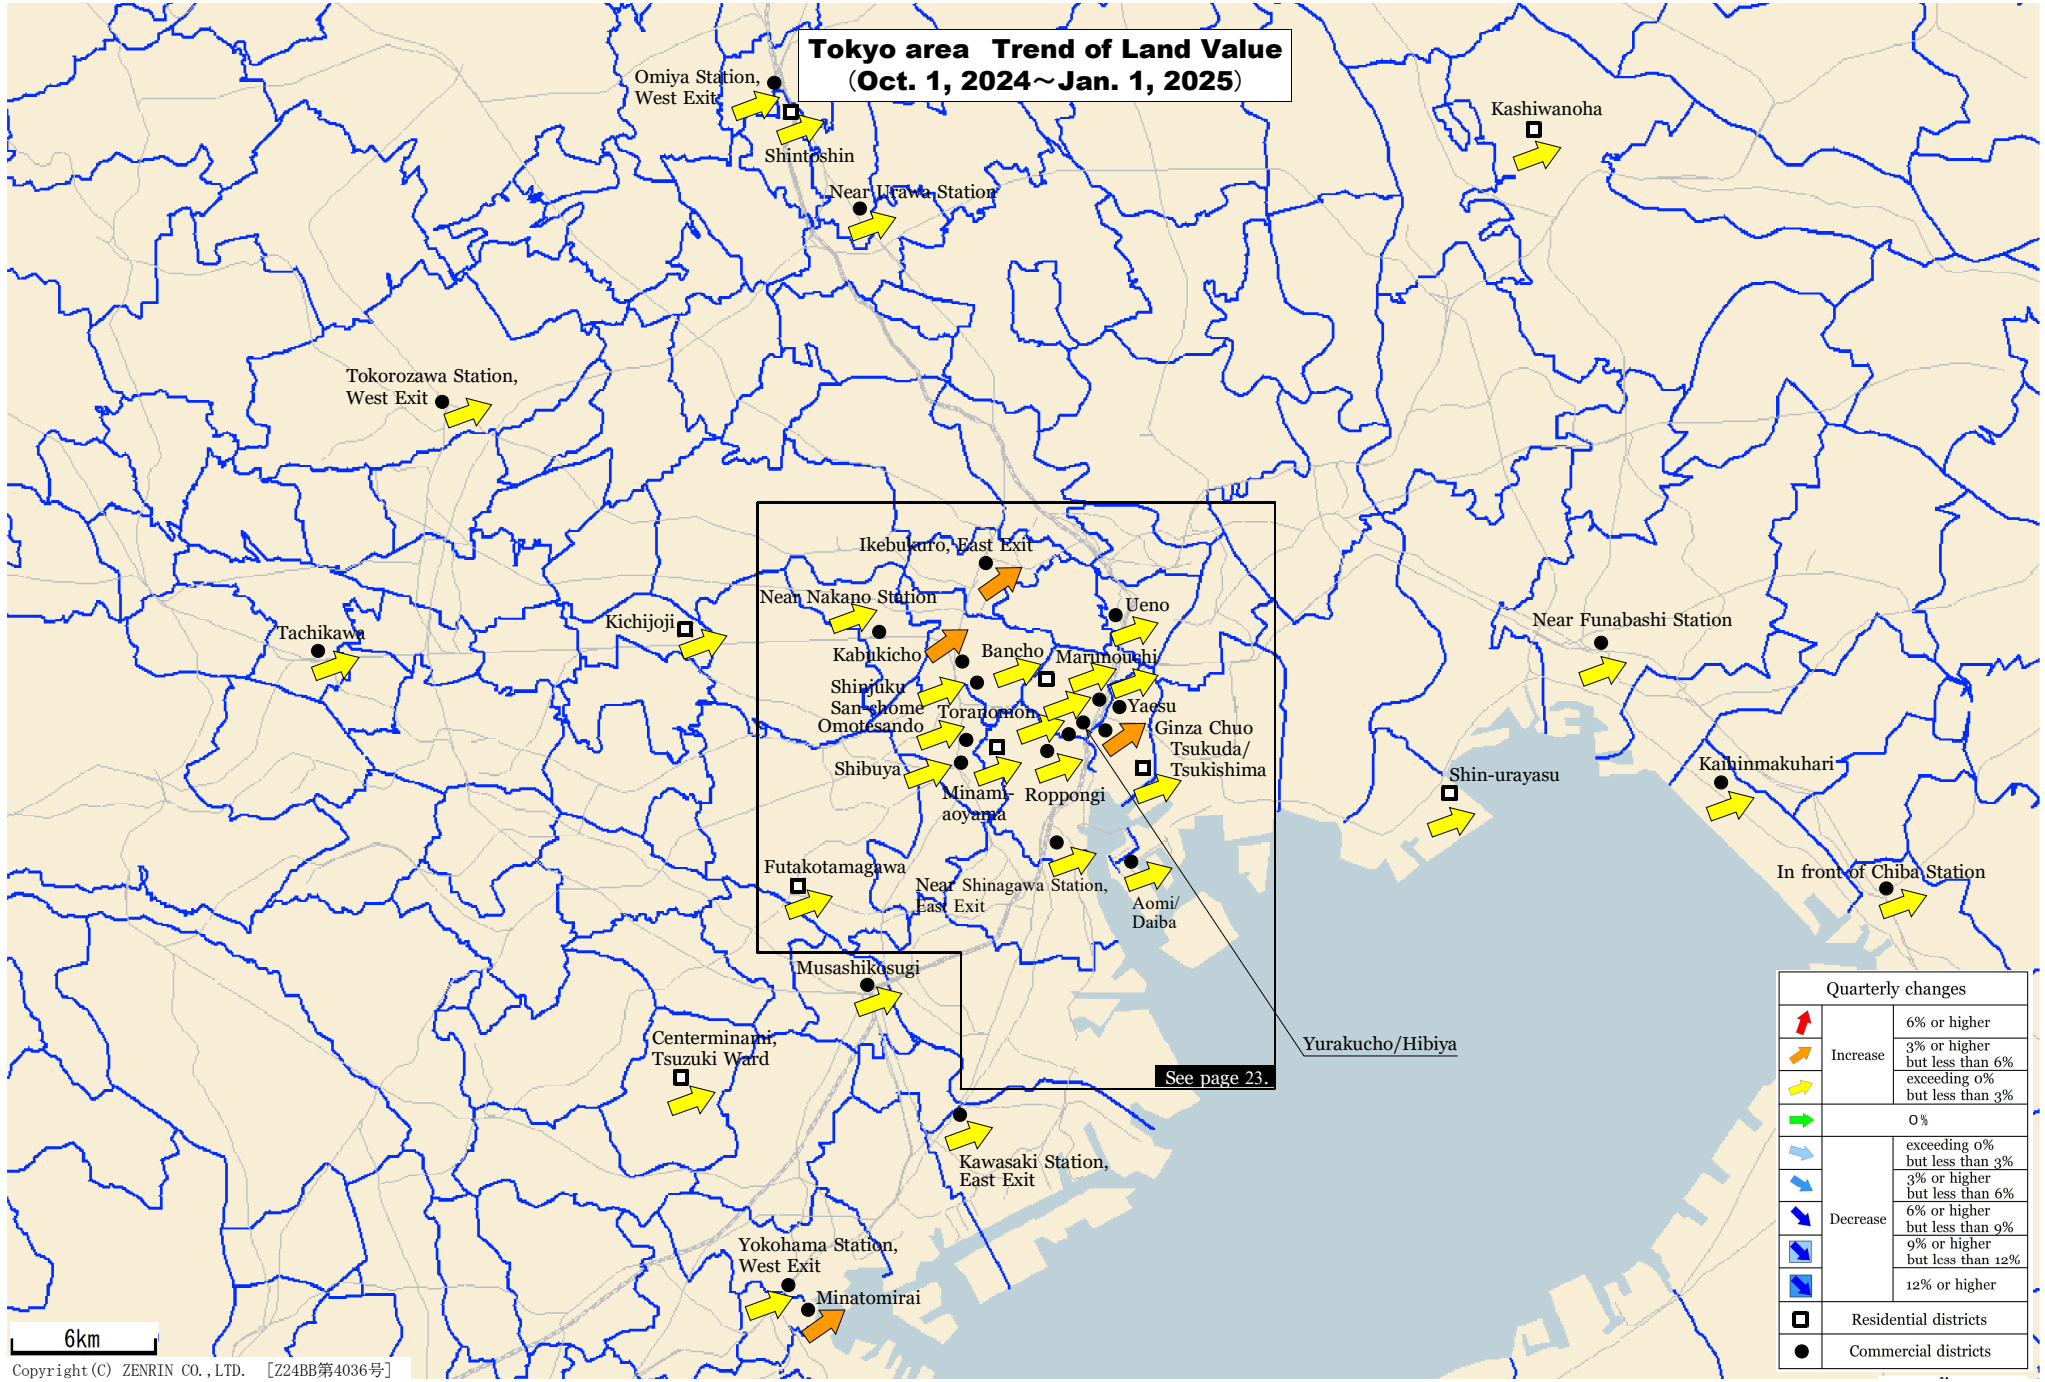 Tokyo area Trend of Land Value
(Oct. 1, 2024～Jan. 1, 2025)
Omiya Station,
West Exit
Shintoshin
Near Urawa Station
Kashiwanoha
Tokorozawa Station,
West Exit
Ikebukuro, East Exit
Near Nakano Station
Ueno
Kichijoji
Tachikawa
Near Funabashi Station
Kabukicho
Bancho
Marunouchi
Shinjuku
San-chome
Toranomon
Yaesu
Omotesando
Ginza Chuo
Tsukuda/
Tsukishima
Shibuya
Minami-
aoyama
Roppongi
Shin-urayasu
Kaihinmakuhari
Futakotamagawa
Near Shinagawa Station,
East Exit
Aomi/
Daiba
In front of Chiba Station
Musashikosugi
Centerminami,
Tsuzuki Ward
Yurakucho/Hibiya
See page 23.
Kawasaki Station,
East Exit
Yokohama Station,
West Exit
Minatomirai
Quarterly changes
Increase
6% or higher
3% or higher
but less than 6%
exceeding 0%
but less than 3%
0%
Decrease
exceeding 0%
but less than 3%
3% or higher
but less than 6%
6% or higher
but less than 9%
9% or higher
but less than 12%
12% or higher
Residential districts
Commercial districts
6km
Copyright(C) ZENRIN CO.,LTD. [Z24BB第4036号]